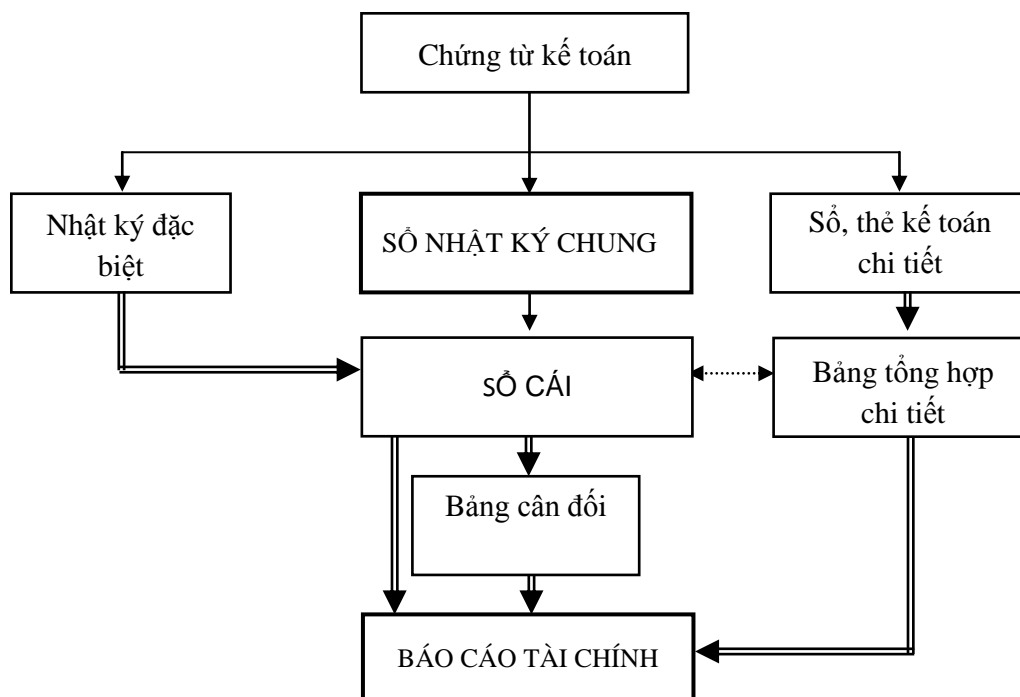 Chứng từ kế toán
Nhật ký đặc
biệt
SỔ NHẬT KÝ CHUNG
Sổ, thẻ kế toán
chi tiết
SỔ CÁI
Bảng tổng hợp
chi tiết
Bảng cân đối
BÁO CÁO TÀI CHÍNH